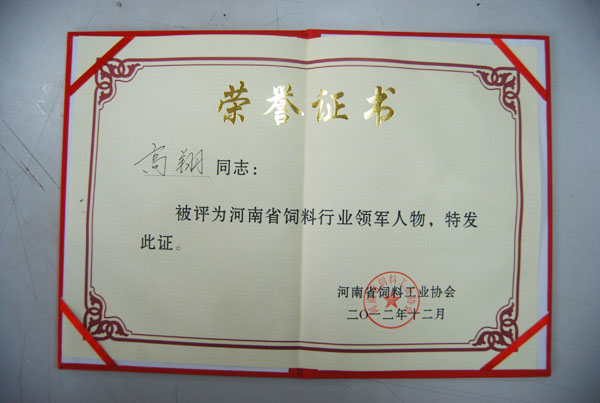 荣誉证书
高翔同志：
被评为河南省饲料行业领军人物，特发
此证。
河南省饲料工业协会
二〇一二年十二月